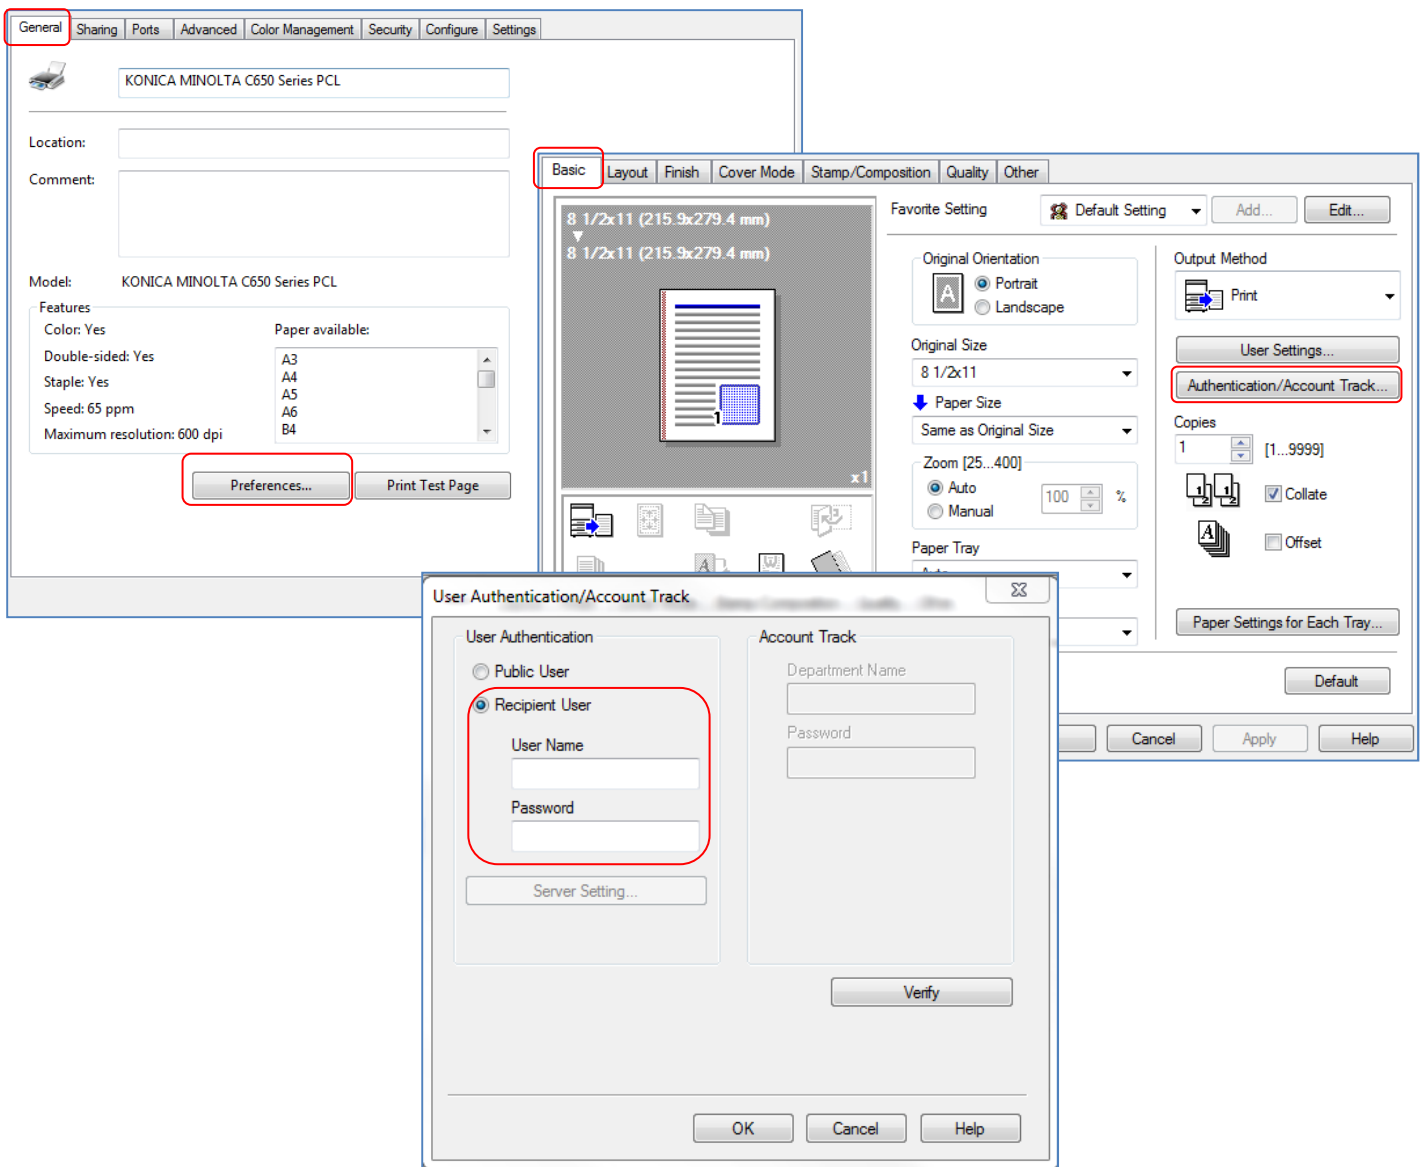 General Sharing Ports Advanced Color Management Security Configure Settings
KONICA MINOLTA C650 Series PCL
Location:
Comment:
Model: KONICA MINOLTA C650 Series PCL
Features
Color: Yes
Double-sided: Yes
Staple: Yes
Speed: 65 ppm
Maximum resolution: 600 dpi
Paper available:
A3
A4
A5
A6
B4
Preferences...
Print Test Page
Basic Layout Finish Cover Mode Stamp/Composition Quality Other
8 1/2x11 (215.9x279.4 mm)
8 1/2x11 (215.9x279.4 mm)
1
x1
Favorite Setting
Default Setting
Add...
Edit...
Original Orientation
A
Portrait
Landscape
Original Size
8 1/2x11
Paper Size
Same as Original Size
Zoom [25...400]
Auto
Manual
100 %
Paper Tray
Auto
Output Method
Print
User Settings...
Authentication/Account Track...
Copies
1 [1...9999]
Collate
Offset
Paper Settings for Each Tray...
Default
Cancel
Apply
Help
User Authentication/Account Track
User Authentication
Public User
Recipient User
User Name
Password
Server Setting...
Account Track
Department Name
Password
Verify
OK
Cancel
Help